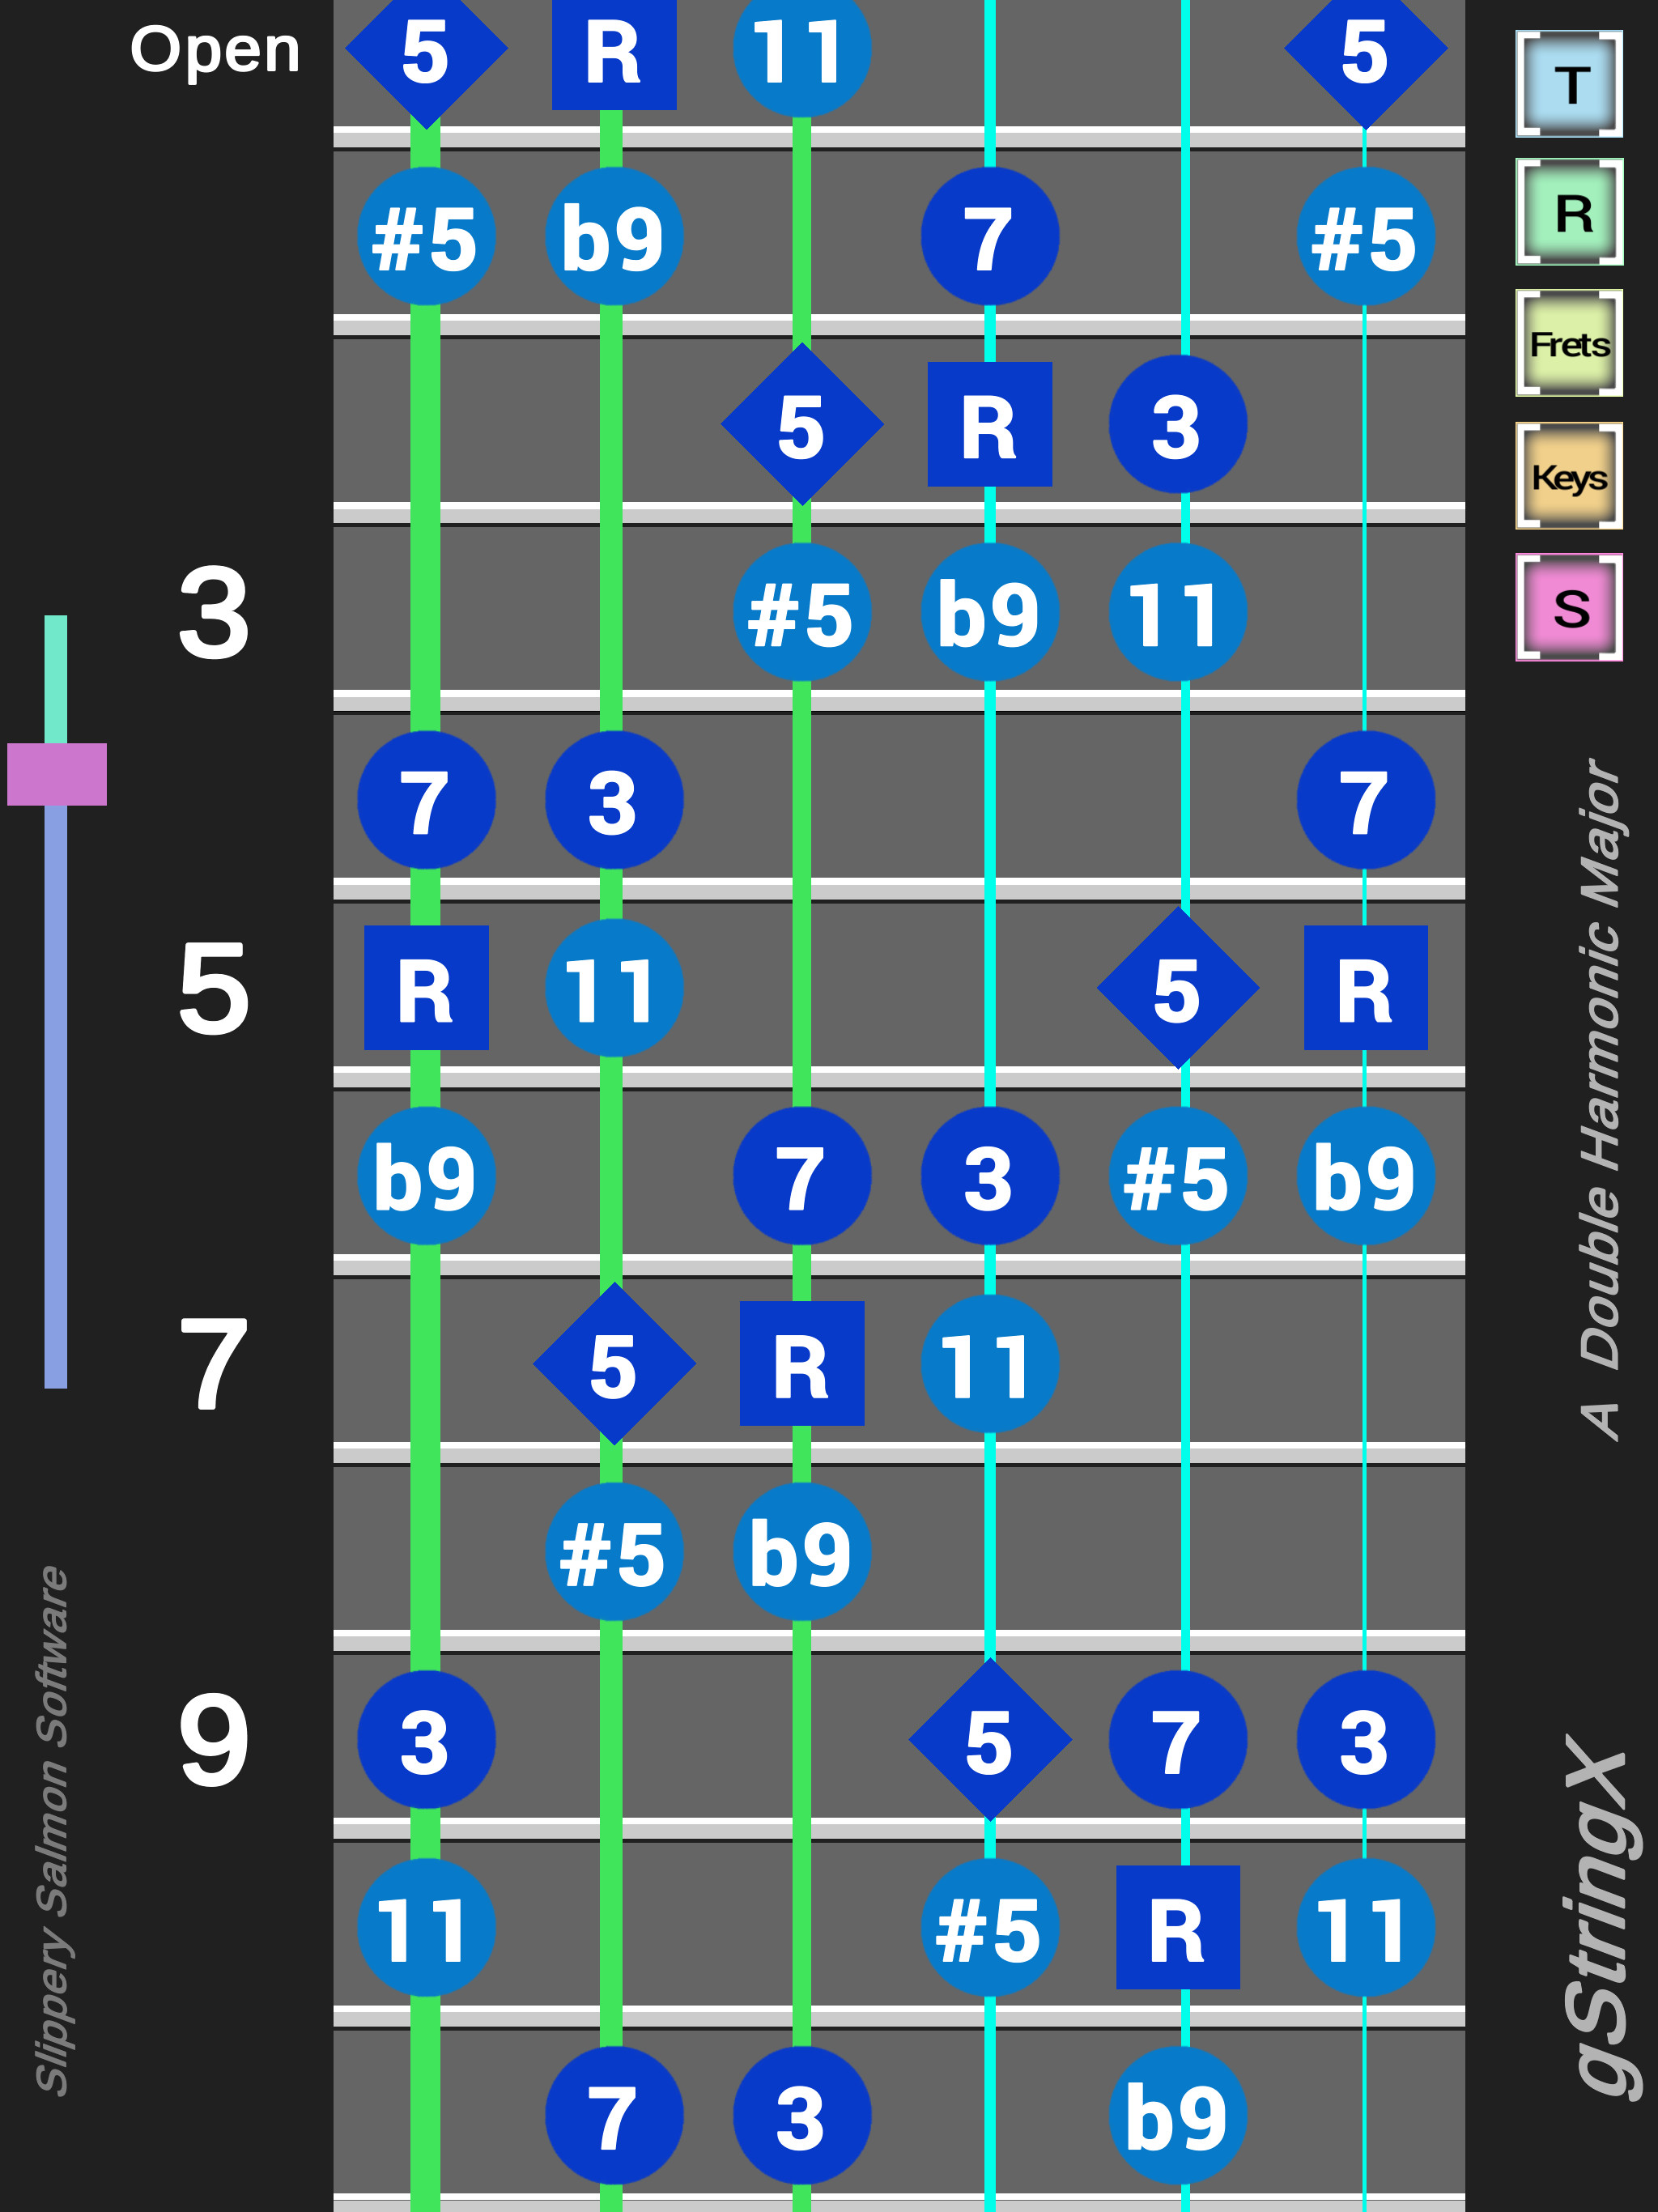 Open 5 R 11 5
#5 b9 7 #5
5 R 3
3 #5 b9 11
7 3 7
5 R 11 5 R
b9 7 3 #5 b9
7 5 R 11
#5 b9
9 3 5 7 3
11 #5 R 11
7 3 b9
T
R
Frets
Keys
S
A Double Harmonic Major
gStringX
Slippery Salmon Software